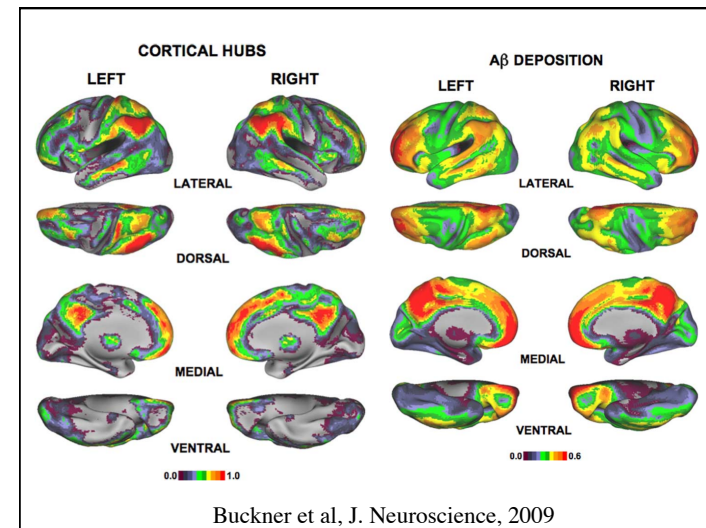 CORTICAL HUBS
LEFT RIGHT
LATERAL
DORSAL
MEDIAL
VENTRAL
0.0 1.0
Aβ DEPOSITION
LEFT RIGHT
LATERAL
DORSAL
MEDIAL
VENTRAL
0.0 0.6
Buckner et al, J. Neuroscience, 2009